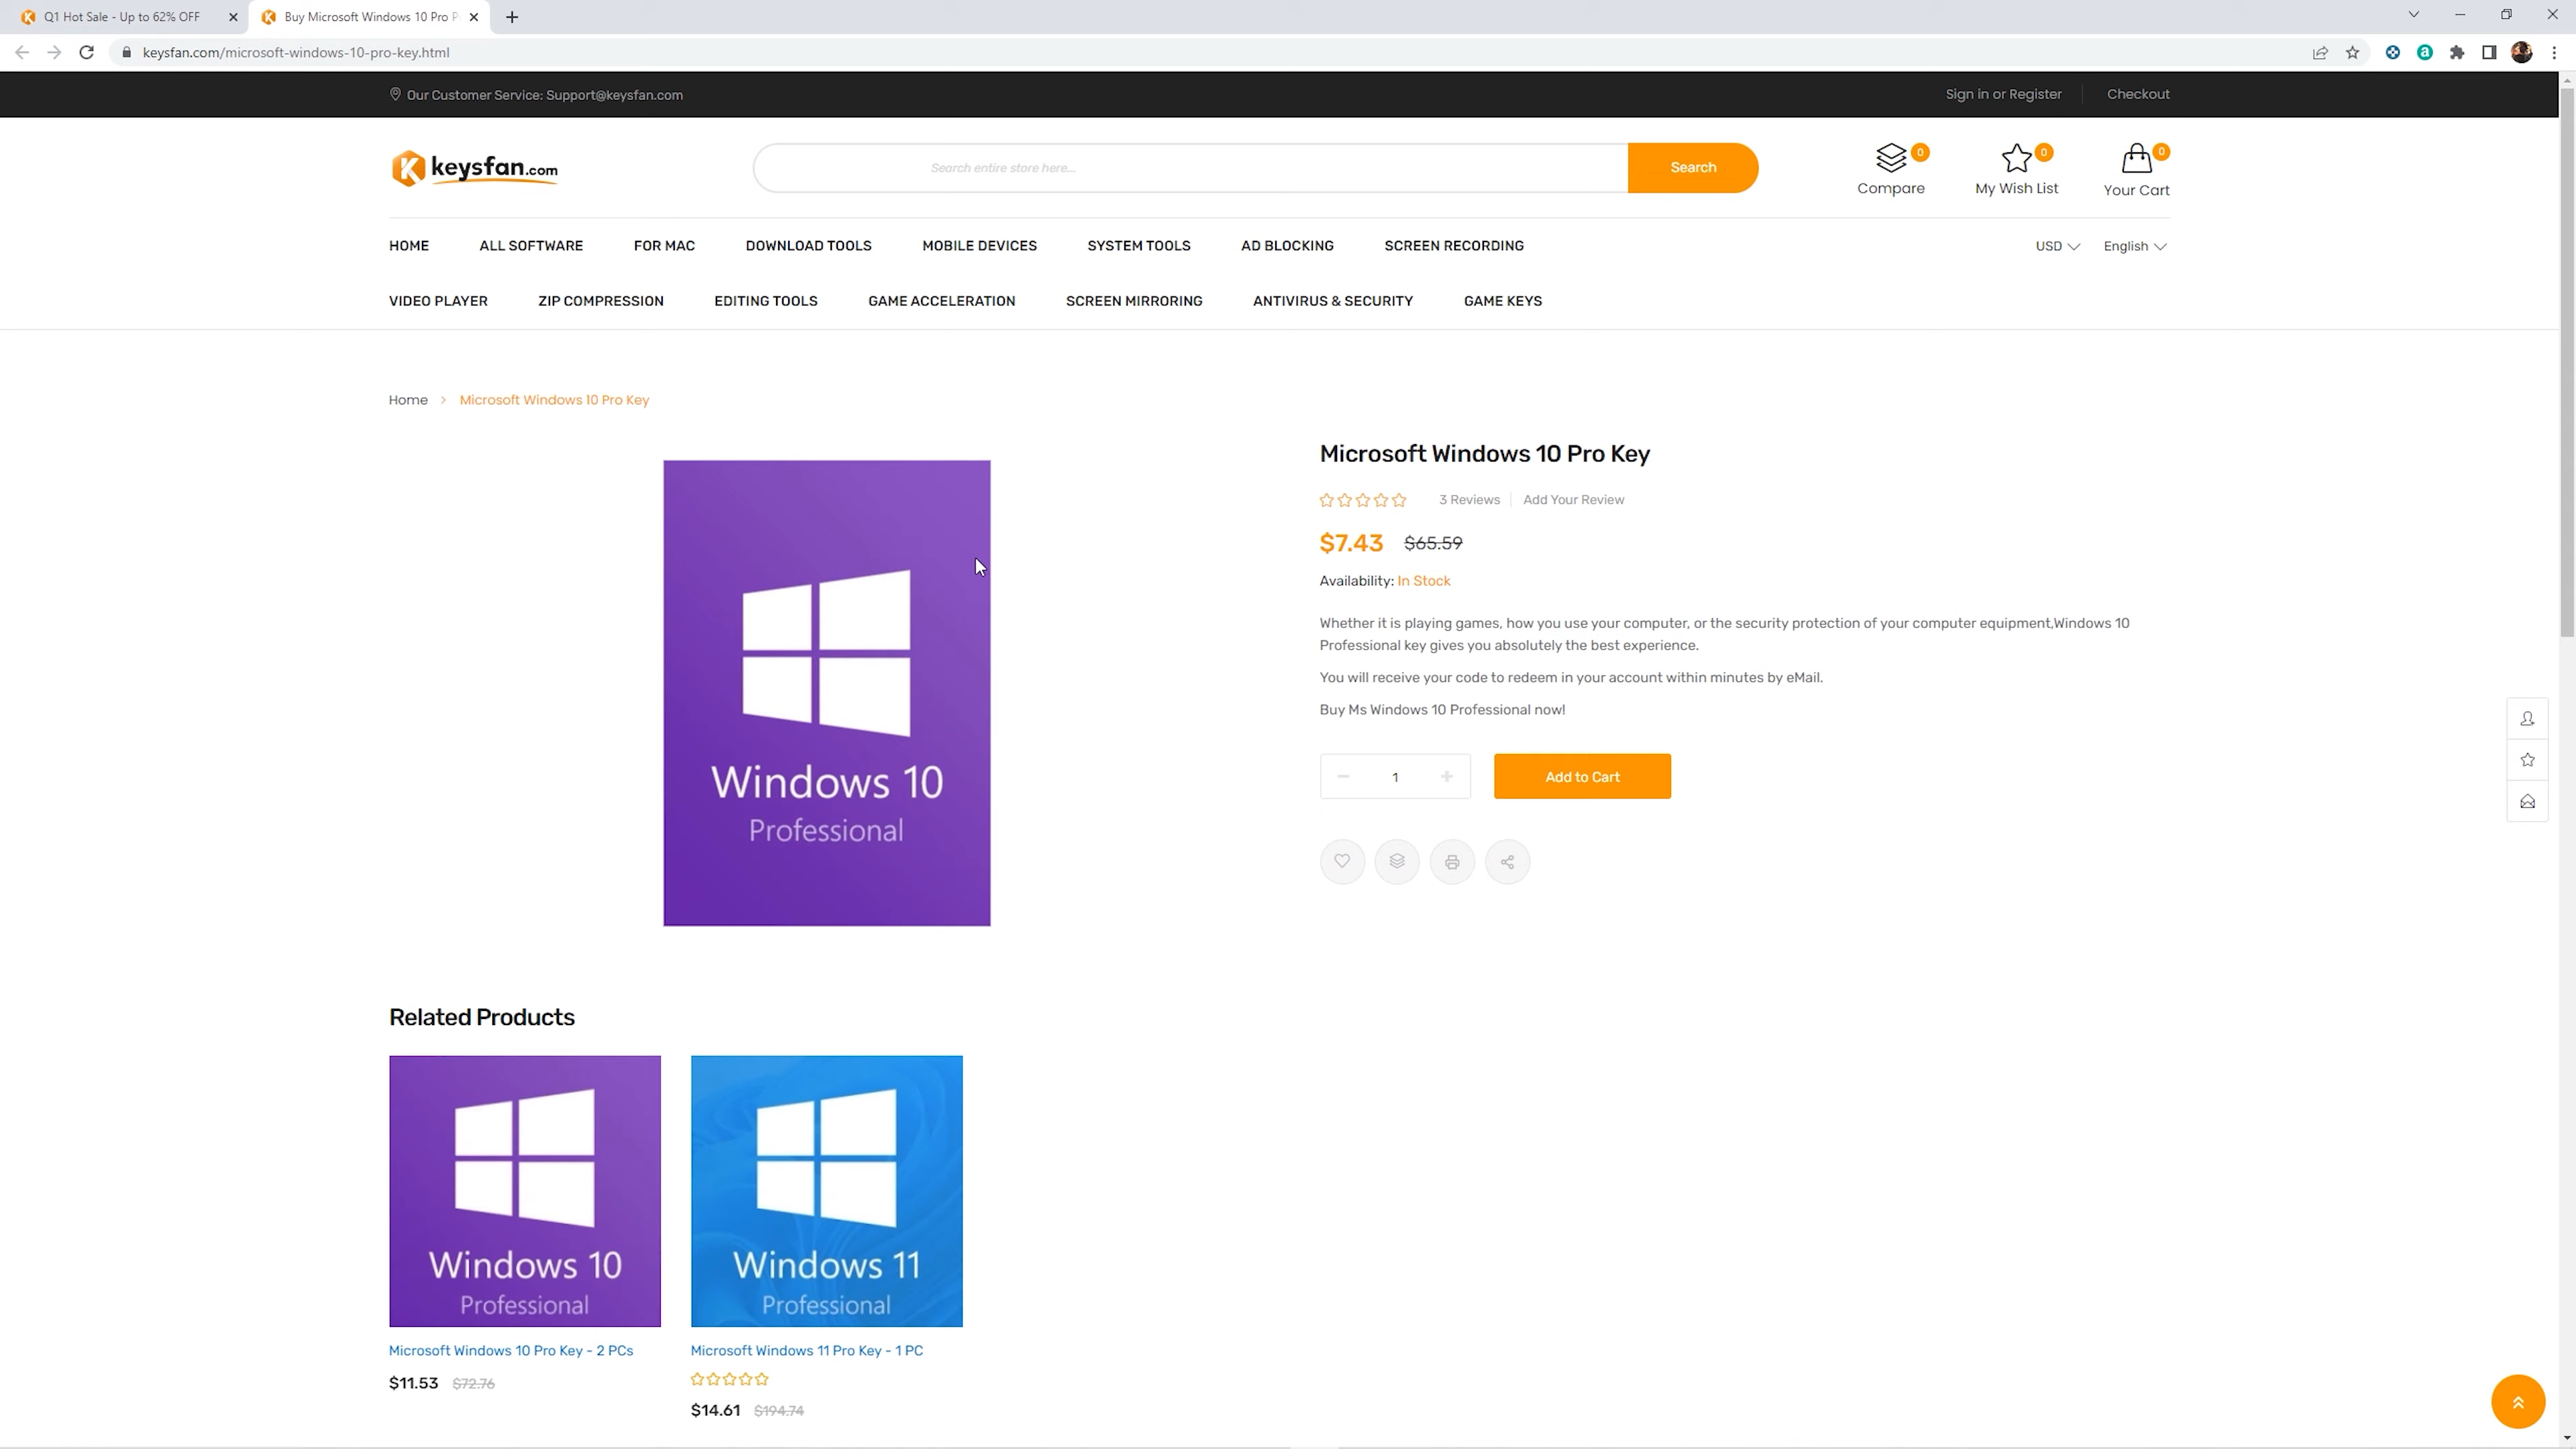 Q1 Hot Sale - Up to 62% OFF
Buy Microsoft Windows 10 Pro P
keysfan.com/microsoft-windows-10-pro-key.html
Our Customer Service: Support@keysfan.com
Sign in or Register
Checkout
keysfan.com
Search entire store here...
Search
0
Compare
0
My Wish List
0
Your Cart
HOME
ALL SOFTWARE
FOR MAC
DOWNLOAD TOOLS
MOBILE DEVICES
SYSTEM TOOLS
AD BLOCKING
SCREEN RECORDING
USD
English
VIDEO PLAYER
ZIP COMPRESSION
EDITING TOOLS
GAME ACCELERATION
SCREEN MIRRORING
ANTIVIRUS & SECURITY
GAME KEYS
Home > Microsoft Windows 10 Pro Key
Windows 10
Professional
Microsoft Windows 10 Pro Key
3 Reviews
Add Your Review
$7.43 $65.59
Availability: In Stock
Whether it is playing games, how you use your computer, or the security protection of your computer equipment,Windows 10
Professional key gives you absolutely the best experience.
You will receive your code to redeem in your account within minutes by eMail.
Buy Ms Windows 10 Professional now!
1
Add to Cart
Related Products
Windows 10
Professional
Microsoft Windows 10 Pro Key - 2 PCs
$11.53 $72.76
Windows 11
Professional
Microsoft Windows 11 Pro Key - 1 PC
$14.61 $194.74